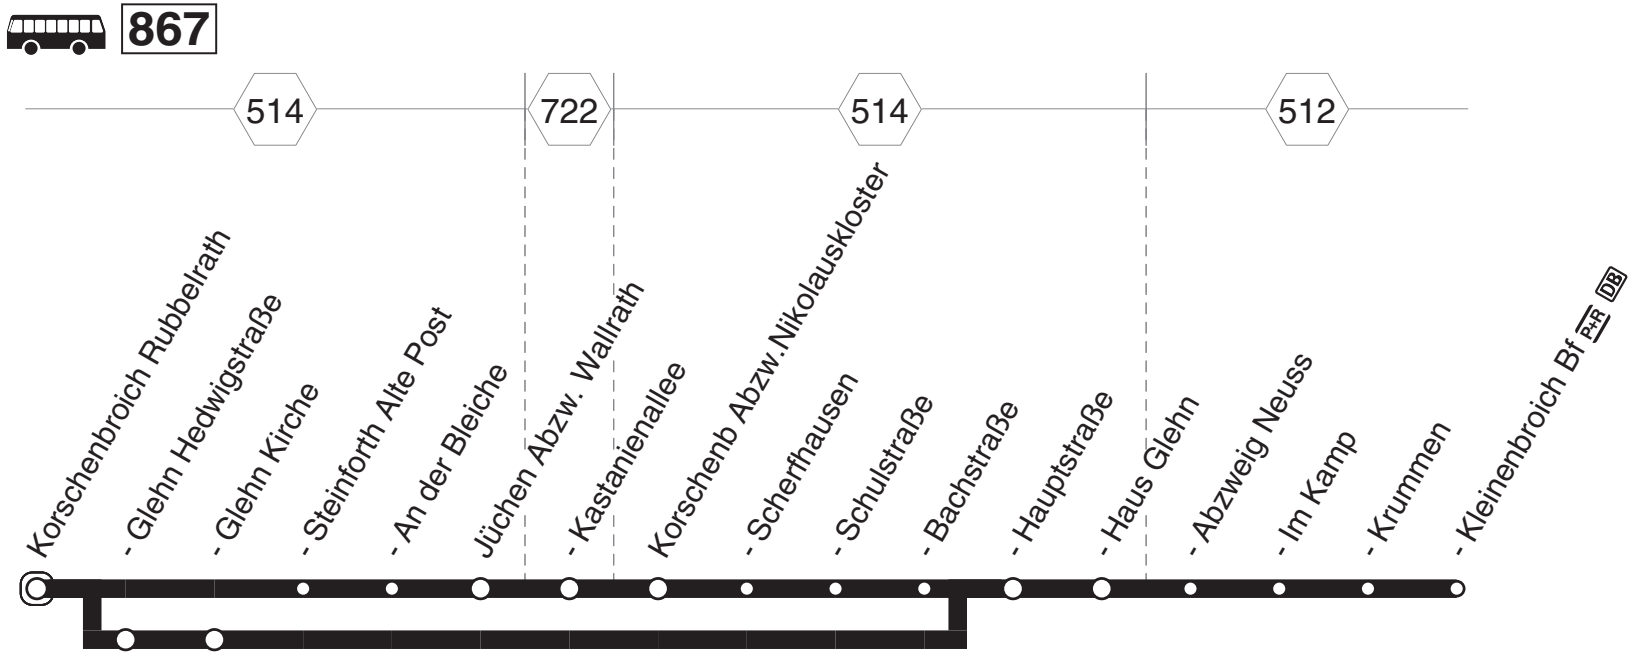 867
514
722
514
512
Korschenbroich Rubbelrath
- Glehn Hedwigstraße
- Glehn Kirche
- Steinforth Alte Post
- An der Bleiche
Jüchen Abzw. Wallrath
- Kastanienallee
Korschenb Abzw.Nikolauskloster
- Scherfhausen
- Schulstraße
- Bachstraße
- Hauptstraße
- Haus Glehn
- Abzweig Neuss
- Im Kamp
- Krummen
- Kleinenbroich Bf P+R DB